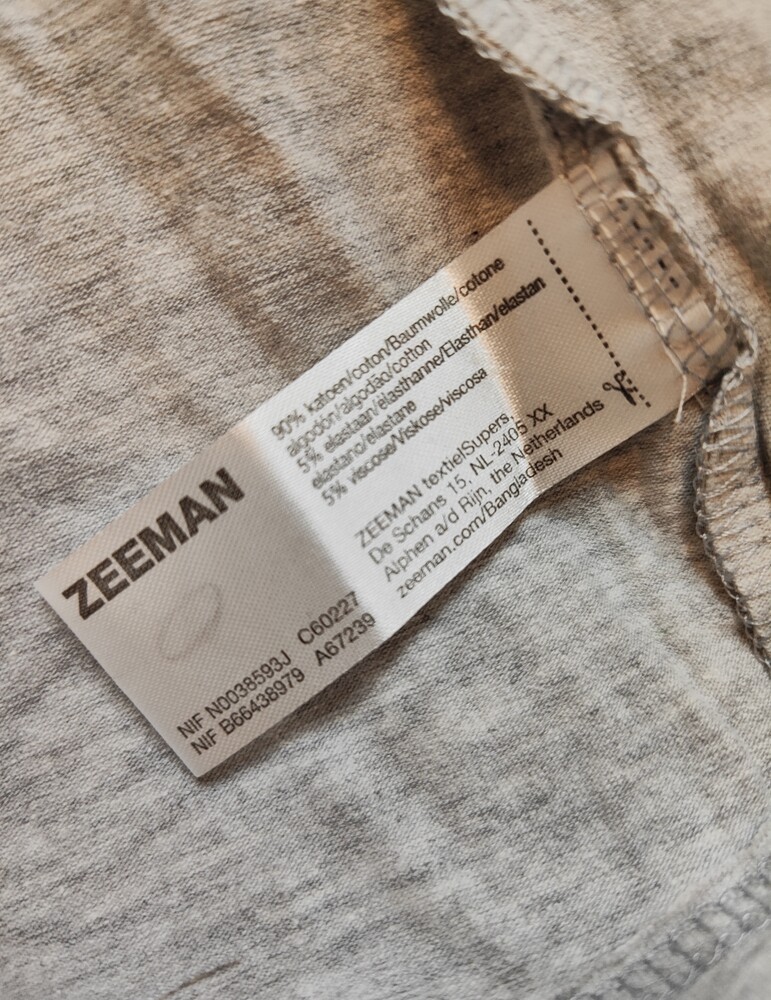 ZEEMAN
NIF N0038593J C60227
NIF B66438979 A67239
90% katoen/coton/Baumwolle/cotone
algodón/algodão/cotton
5% elastaan/élasthanne/Elasthan/elastan
elastano/elastane
5% viscose/Viskose/viscosa
ZEEMAN textielSupers,
De Schans 15, NL-2405 XX
Alphen a/d Rijn, the Netherlands
zeeman.com/Bangladesh